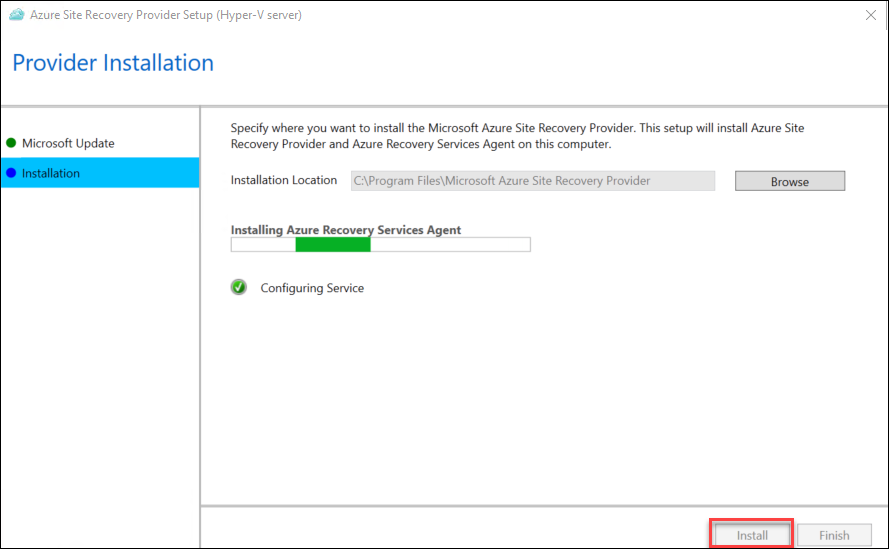 Azure Site Recovery Provider Setup (Hyper-V server)
Provider Installation
Microsoft Update
Installation
Specify where you want to install the Microsoft Azure Site Recovery Provider. This setup will install Azure Site
Recovery Provider and Azure Recovery Services Agent on this computer.
Installation Location
C:\Program Files\Microsoft Azure Site Recovery Provider
Browse
Installing Azure Recovery Services Agent
Configuring Service
Install
Finish